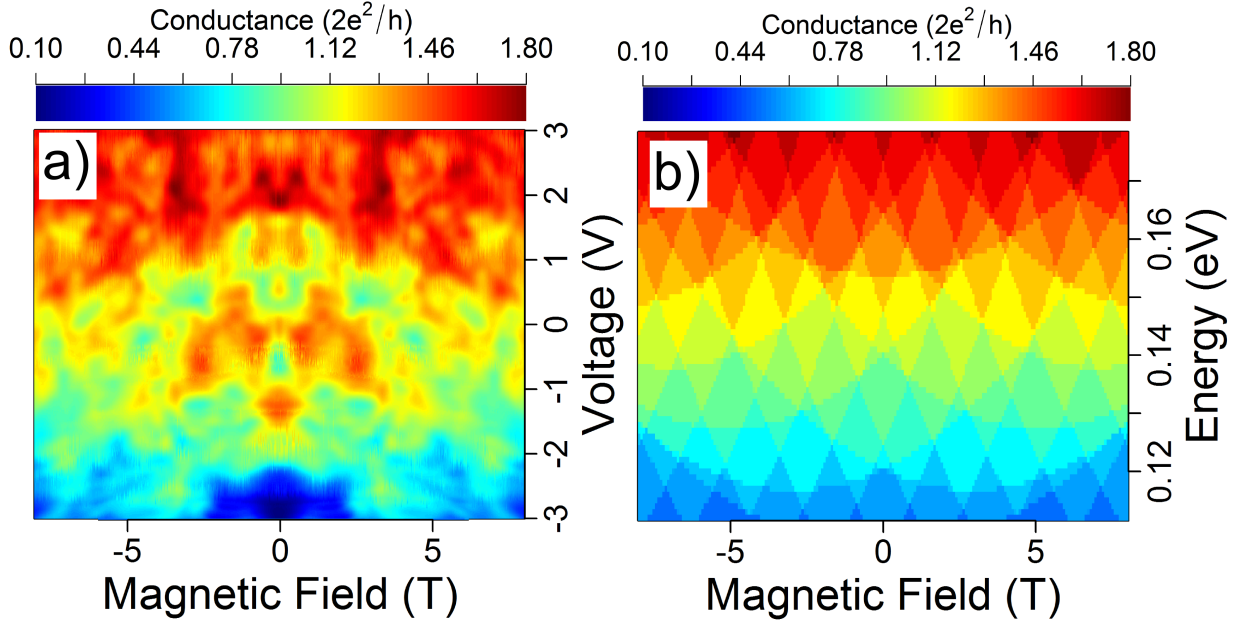 Conductance (2e²/h)
0.10 0.44 0.78 1.12 1.46 1.80
a)
3
2
1
0
-1
-2
-3
Voltage (V)
-5 0 5
Magnetic Field (T)
Conductance (2e²/h)
0.10 0.44 0.78 1.12 1.46 1.80
b)
0.16
0.14
0.12
Energy (eV)
-5 0 5
Magnetic Field (T)